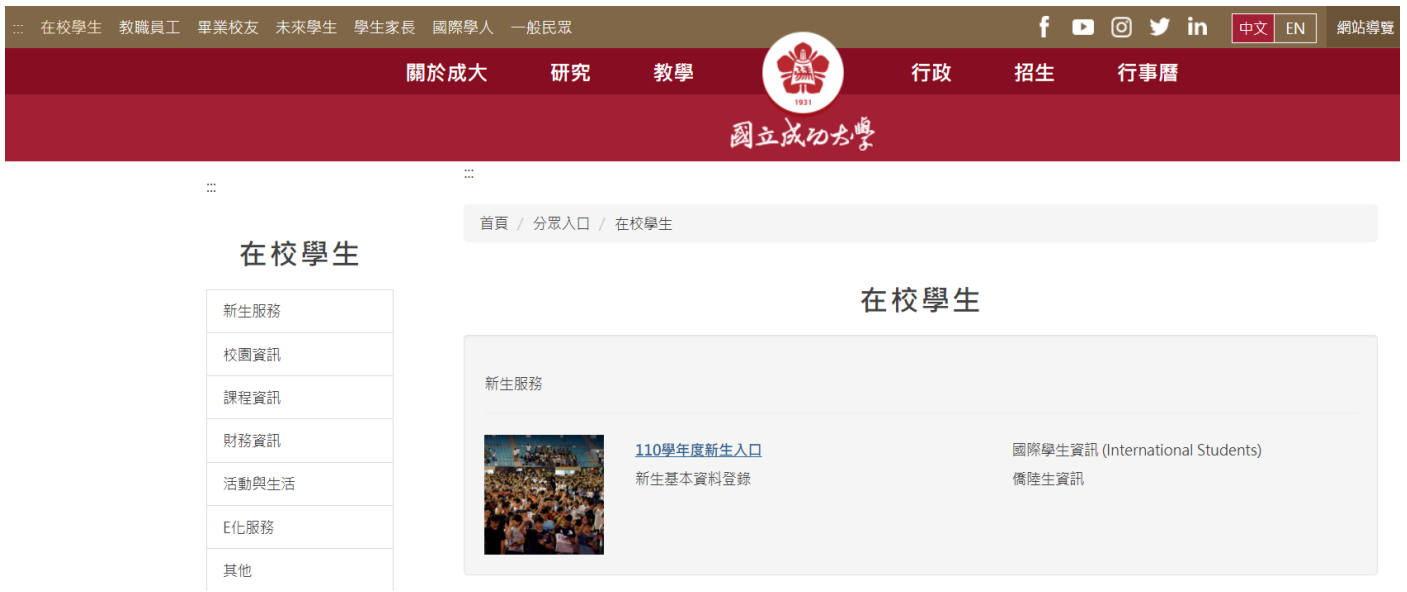 ::: 在校學生 教職員工 畢業校友 未來學生 學生家長 國際學人 一般民眾 中文 EN 網站導覽
關於成大 研究 教學 行政 招生 行事曆
1931
國立成功大學
:::
:::
首頁 / 分眾入口 / 在校學生
在校學生
新生服務
校園資訊
課程資訊
財務資訊
活動與生活
E化服務
其他
在校學生
新生服務
110學年度新生入口 國際學生資訊 (International Students)
新生基本資料登錄 僑陸生資訊